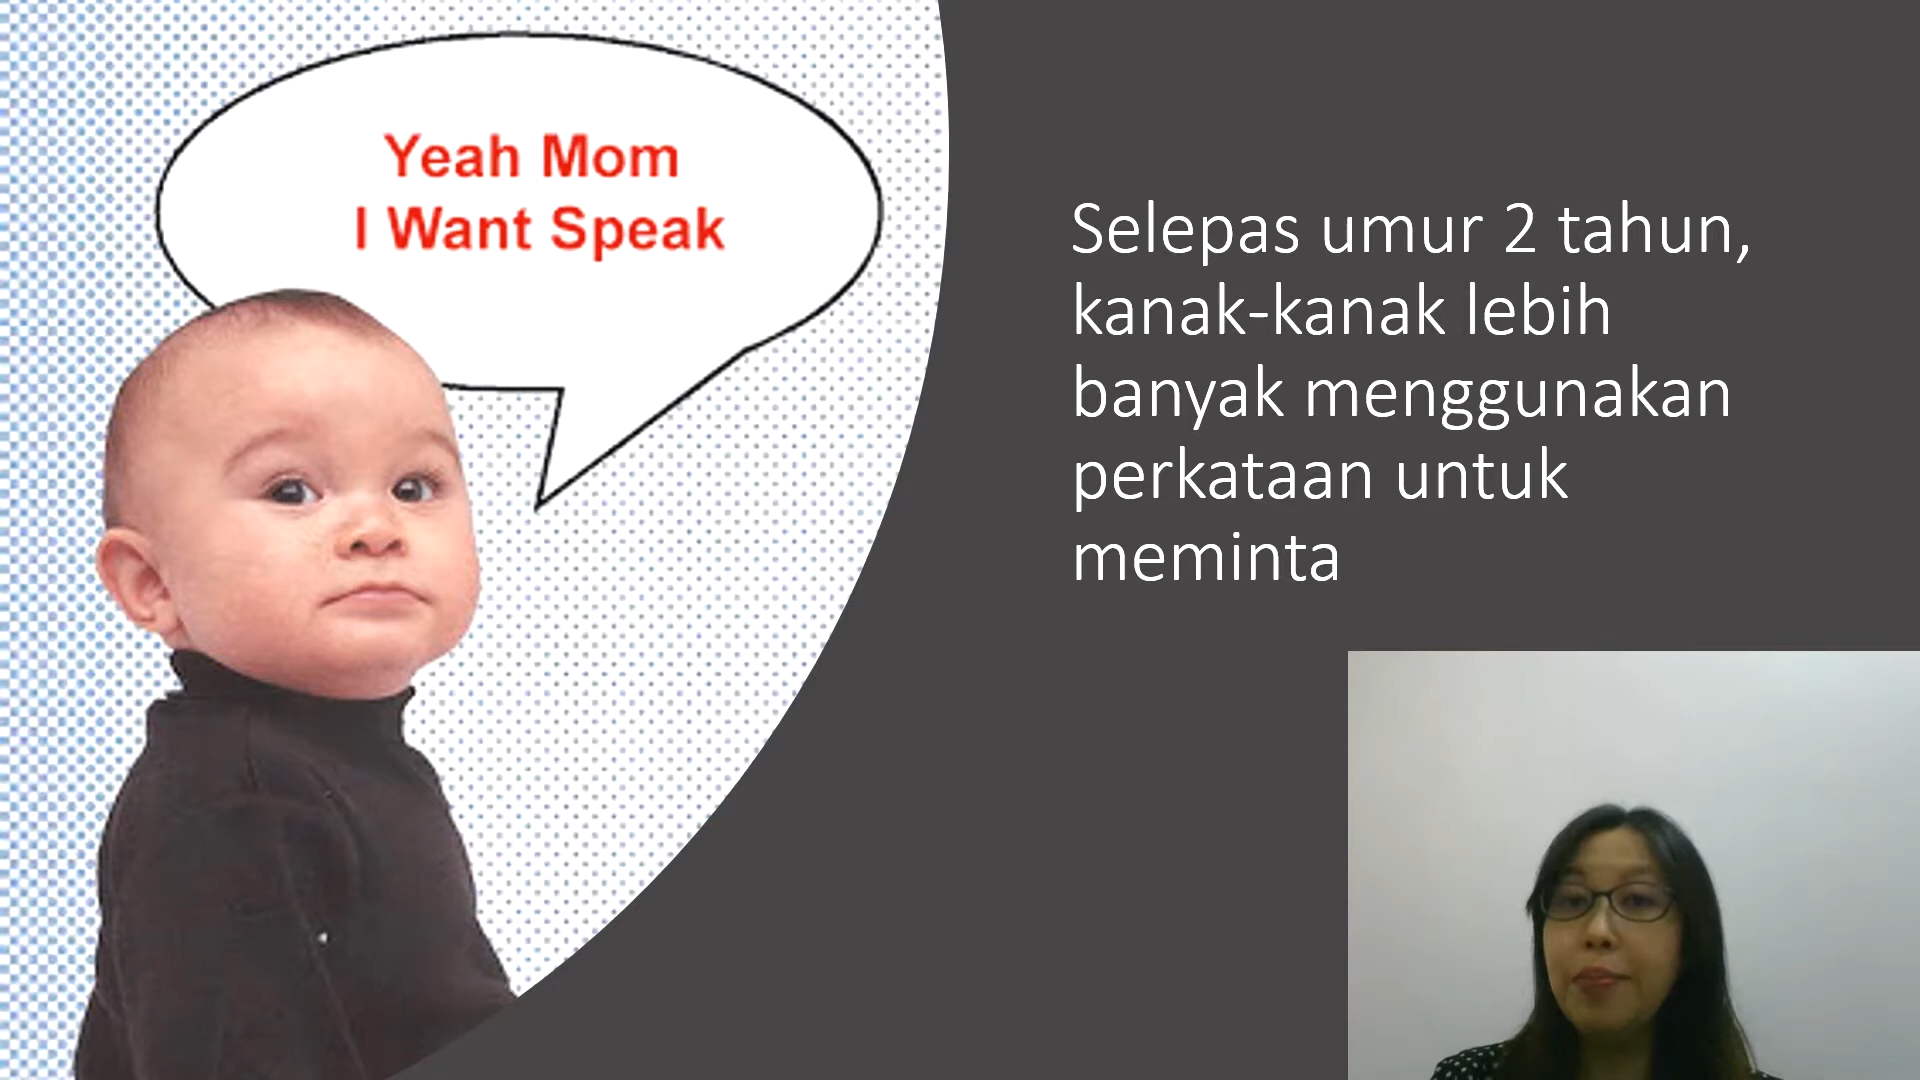 Yeah Mom
I Want Speak
Selepas umur 2 tahun,
kanak-kanak lebih
banyak menggunakan
perkataan untuk
meminta